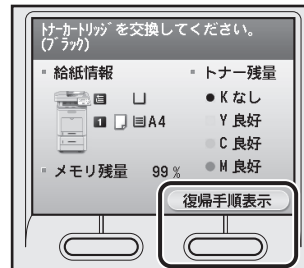 ﾄﾅｰｶｰﾄﾘｯｼﾞを交換してください。
(ﾌﾞﾗｯｸ)
給紙情報
トナー残量
K なし
1 A4
Y 良好
C 良好
M 良好
メモリ残量 99 %
復帰手順表示